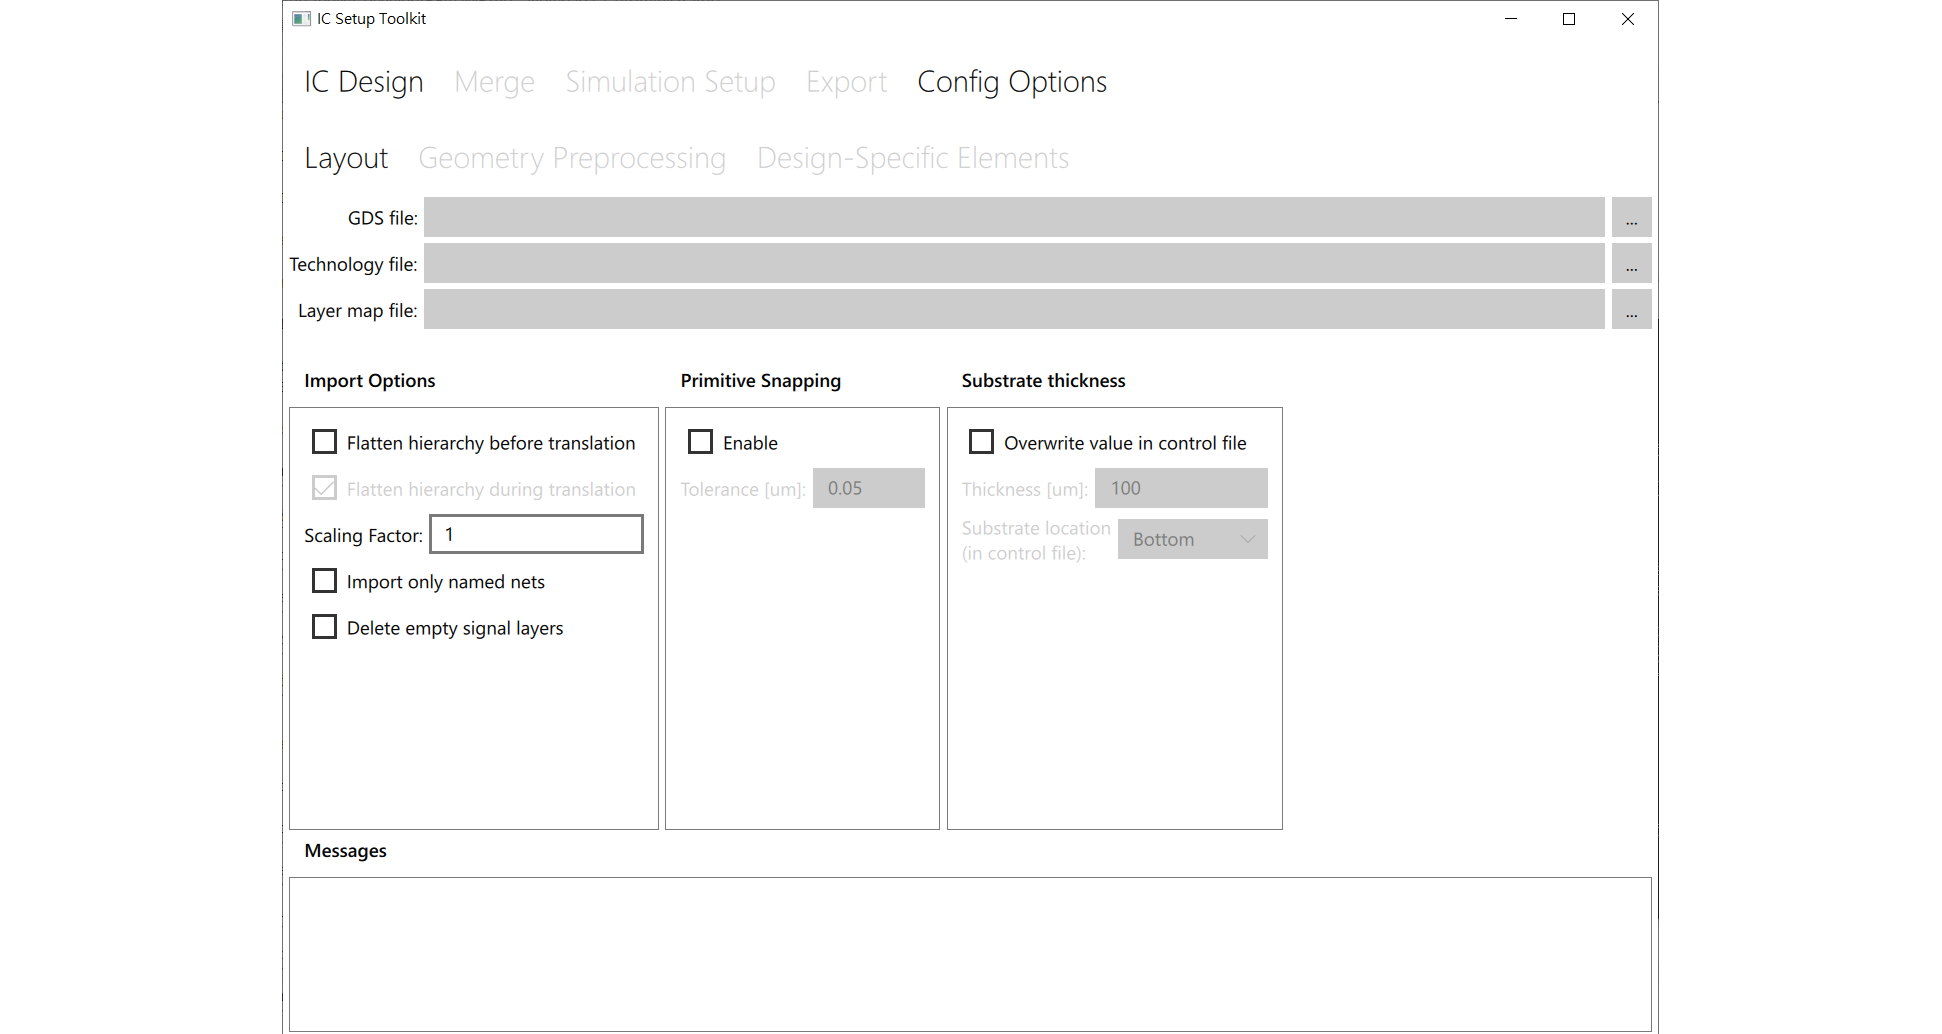 IC Setup Toolkit
IC Design Merge Simulation Setup Export Config Options
Layout Geometry Preprocessing Design-Specific Elements
GDS file: ...
Technology file: ...
Layer map file: ...
Import Options Primitive Snapping Substrate thickness
Flatten hierarchy before translation Enable Overwrite value in control file
Flatten hierarchy during translation Tolerance [um]: 0.05 Thickness [um]: 100
Scaling Factor: 1 Substrate location
(in control file): Bottom
Import only named nets
Delete empty signal layers
Messages